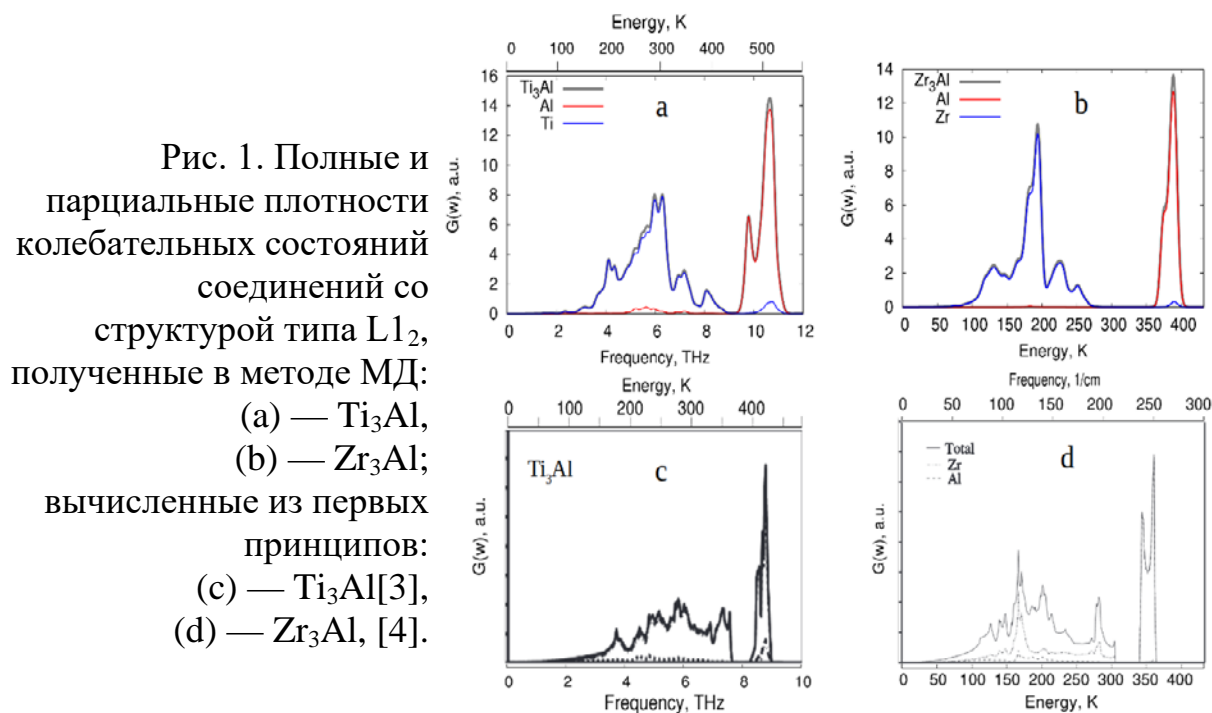 Рис. 1. Полные и
парциальные плотности
колебательных состояний
соединений со
структурой типа L1₂,
полученные в методе МД:
(a) — Ti₃Al,
(b) — Zr₃Al;
вычисленные из первых
принципов:
(c) — Ti₃Al[3],
(d) — Zr₃Al, [4].
Energy, K
0 100 200 300 400 500
16
14
12
10
8
6
4
2
0
G(w), a.u.
Ti₃Al
Al
Ti
a
0 2 4 6 8 10 12
Frequency, THz
14
12
10
8
6
4
2
0
G(w), a.u.
Zr₃Al
Al
Zr
b
0 50 100 150 200 250 300 350 400
Energy, K
Energy, K
0 100 200 300 400
G(w), a.u.
Ti₃Al
c
0 2 4 6 8 10
Frequency, THz
Frequency, 1/cm
0 50 100 150 200 250 300
G(w), a.u.
Total
Zr
Al
d
0 50 100 150 200 250 300 350 400
Energy, K